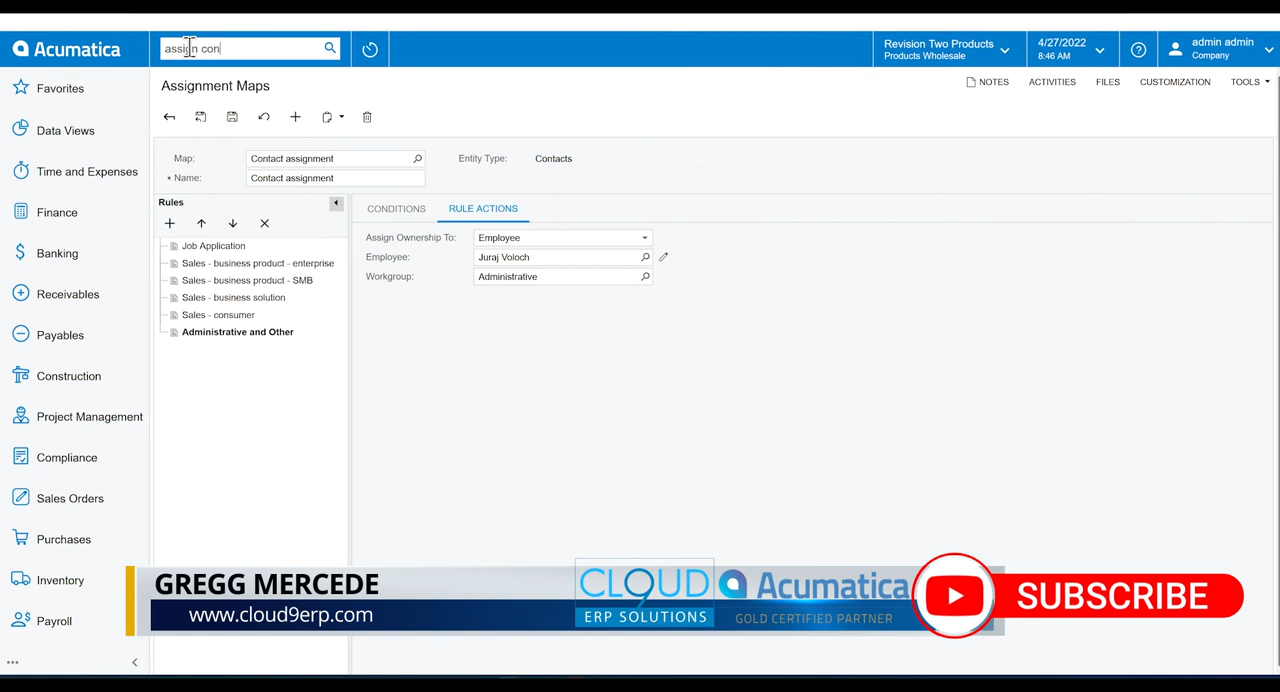 Acumatica
assign con
Revision Two Products
Products Wholesale
4/27/2022
8:46 AM
admin admin
Company
Favorites
Data Views
Time and Expenses
Finance
Banking
Receivables
Payables
Construction
Project Management
Compliance
Sales Orders
Purchases
Inventory
Payroll
Assignment Maps
NOTES
ACTIVITIES
FILES
CUSTOMIZATION
TOOLS
Map:
Contact assignment
Entity Type:
Contacts
* Name:
Contact assignment
Rules
Job Application
Sales - business product - enterprise
Sales - business product - SMB
Sales - business solution
Sales - consumer
Administrative and Other
CONDITIONS
RULE ACTIONS
Assign Ownership To:
Employee
Employee:
Juraj Voloch
Workgroup:
Administrative
GREGG MERCEDE
www.cloud9erp.com
CLOUD9
ERP SOLUTIONS
Acumatica
GOLD CERTIFIED PARTNER
SUBSCRIBE